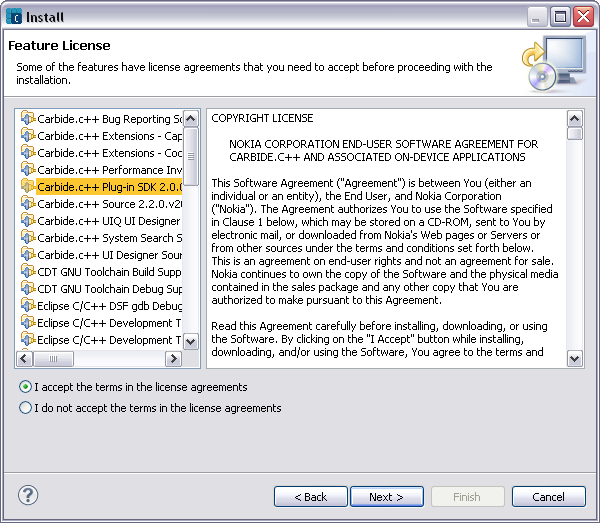 Install
Feature License
Some of the features have license agreements that you need to accept before proceeding with the
installation.
Carbide.c++ Bug Reporting
Carbide.c++ Extensions - Cap
Carbide.c++ Extensions - Coo
Carbide.c++ Performance Inv
Carbide.c++ Plug-in SDK 2.0.0
Carbide.c++ Source 2.2.0.v20
Carbide.c++ UIQ UI Designer
Carbide.c++ System Search S
Carbide.c++ UI Designer Sour
CDT GNU Toolchain Build Supp
CDT GNU Toolchain Debug Sup
Eclipse C/C++ DSF gdb Debug
Eclipse C/C++ Development T
Eclipse C/C++ Development T
COPYRIGHT LICENSE
NOKIA CORPORATION END-USER SOFTWARE AGREEMENT FOR
CARBIDE.C++ AND ASSOCIATED ON-DEVICE APPLICATIONS
This Software Agreement ("Agreement") is between You (either an
individual or an entity), the End User, and Nokia Corporation
("Nokia"). The Agreement authorizes You to use the Software specified
in Clause 1 below, which may be stored on a CD-ROM, sent to You by
electronic mail, or downloaded from Nokia's Web pages or Servers or
from other sources under the terms and conditions set forth below.
This is an agreement on end-user rights and not an agreement for sale.
Nokia continues to own the copy of the Software and the physical media
contained in the sales package and any other copy that You are
authorized to make pursuant to this Agreement.
Read this Agreement carefully before installing, downloading, or using
the Software. By clicking on the "I Accept" button while installing,
downloading, and/or using the Software, You agree to the terms and
I accept the terms in the license agreements
I do not accept the terms in the license agreements
?
< Back
Next >
Finish
Cancel